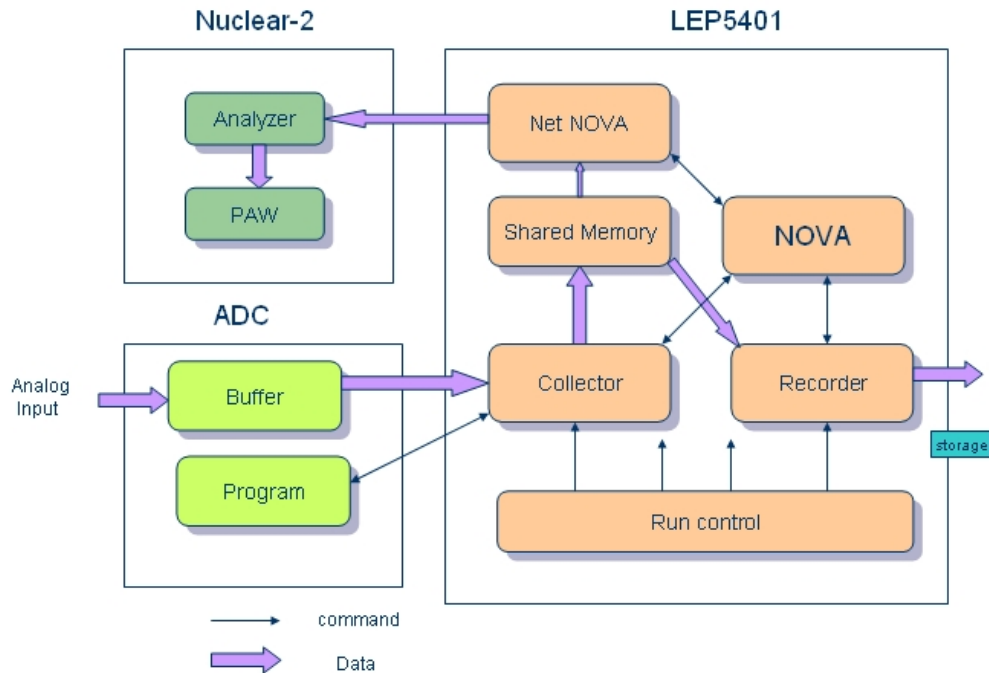 Nuclear-2
LEP5401
Analyzer
Net NOVA
PAW
Shared Memory
NOVA
ADC
Analog
Input
Buffer
Collector
Recorder
storage
Program
Run control
command
Data